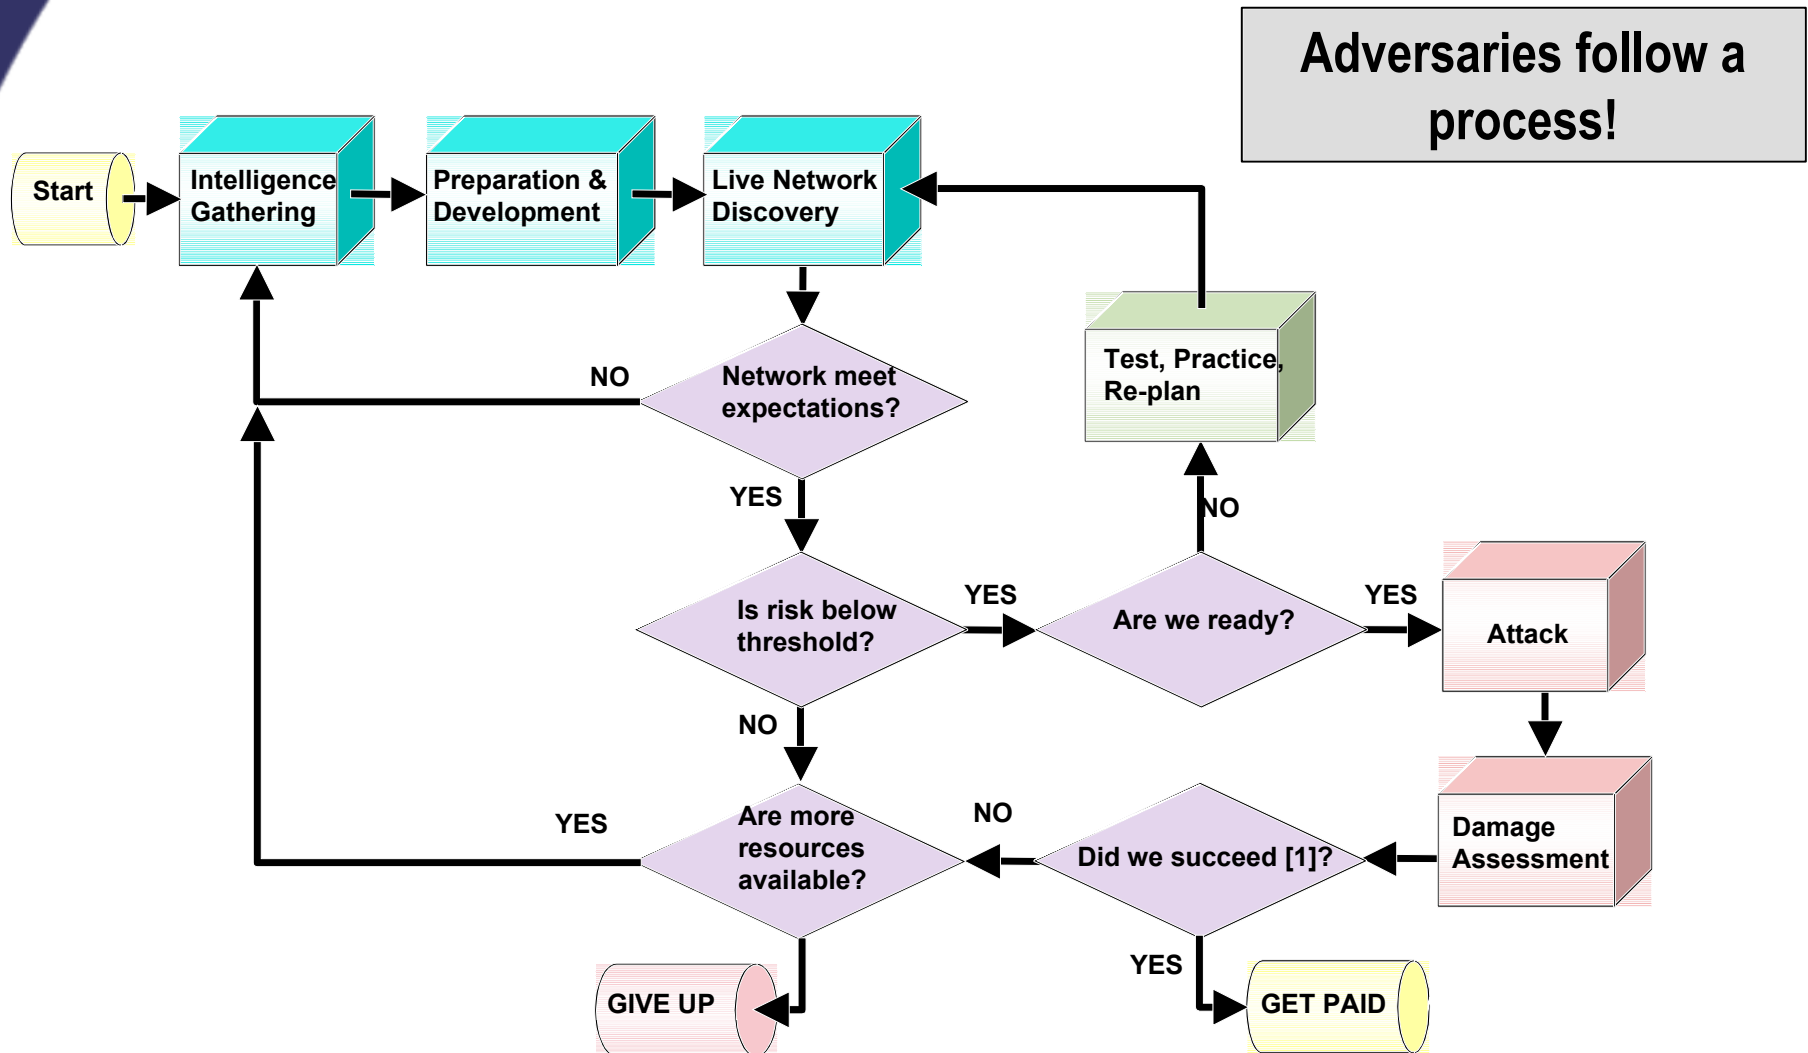 Adversaries follow a
process!
Start
Intelligence
Gathering
Preparation &
Development
Live Network
Discovery
NO
Network meet
expectations?
Test, Practice,
Re-plan
YES
NO
Is risk below
threshold?
YES
Are we ready?
YES
Attack
NO
YES
Are more
resources
available?
NO
Did we succeed [1]?
Damage
Assessment
YES
GIVE UP
GET PAID